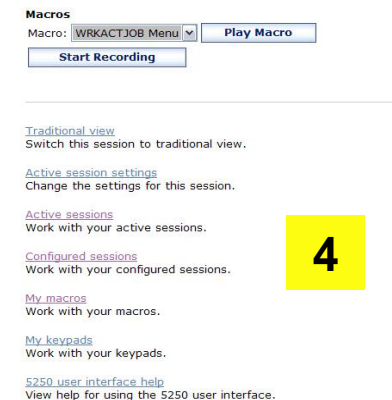 Macros
Macro: WRKACTJOB Menu Play Macro
Start Recording
Traditional view
Switch this session to traditional view.
Active session settings
Change the settings for this session.
Active sessions
Work with your active sessions.
Configured sessions
Work with your configured sessions.
4
My macros
Work with your macros.
My keypads
Work with your keypads.
5250 user interface help
View help for using the 5250 user interface.